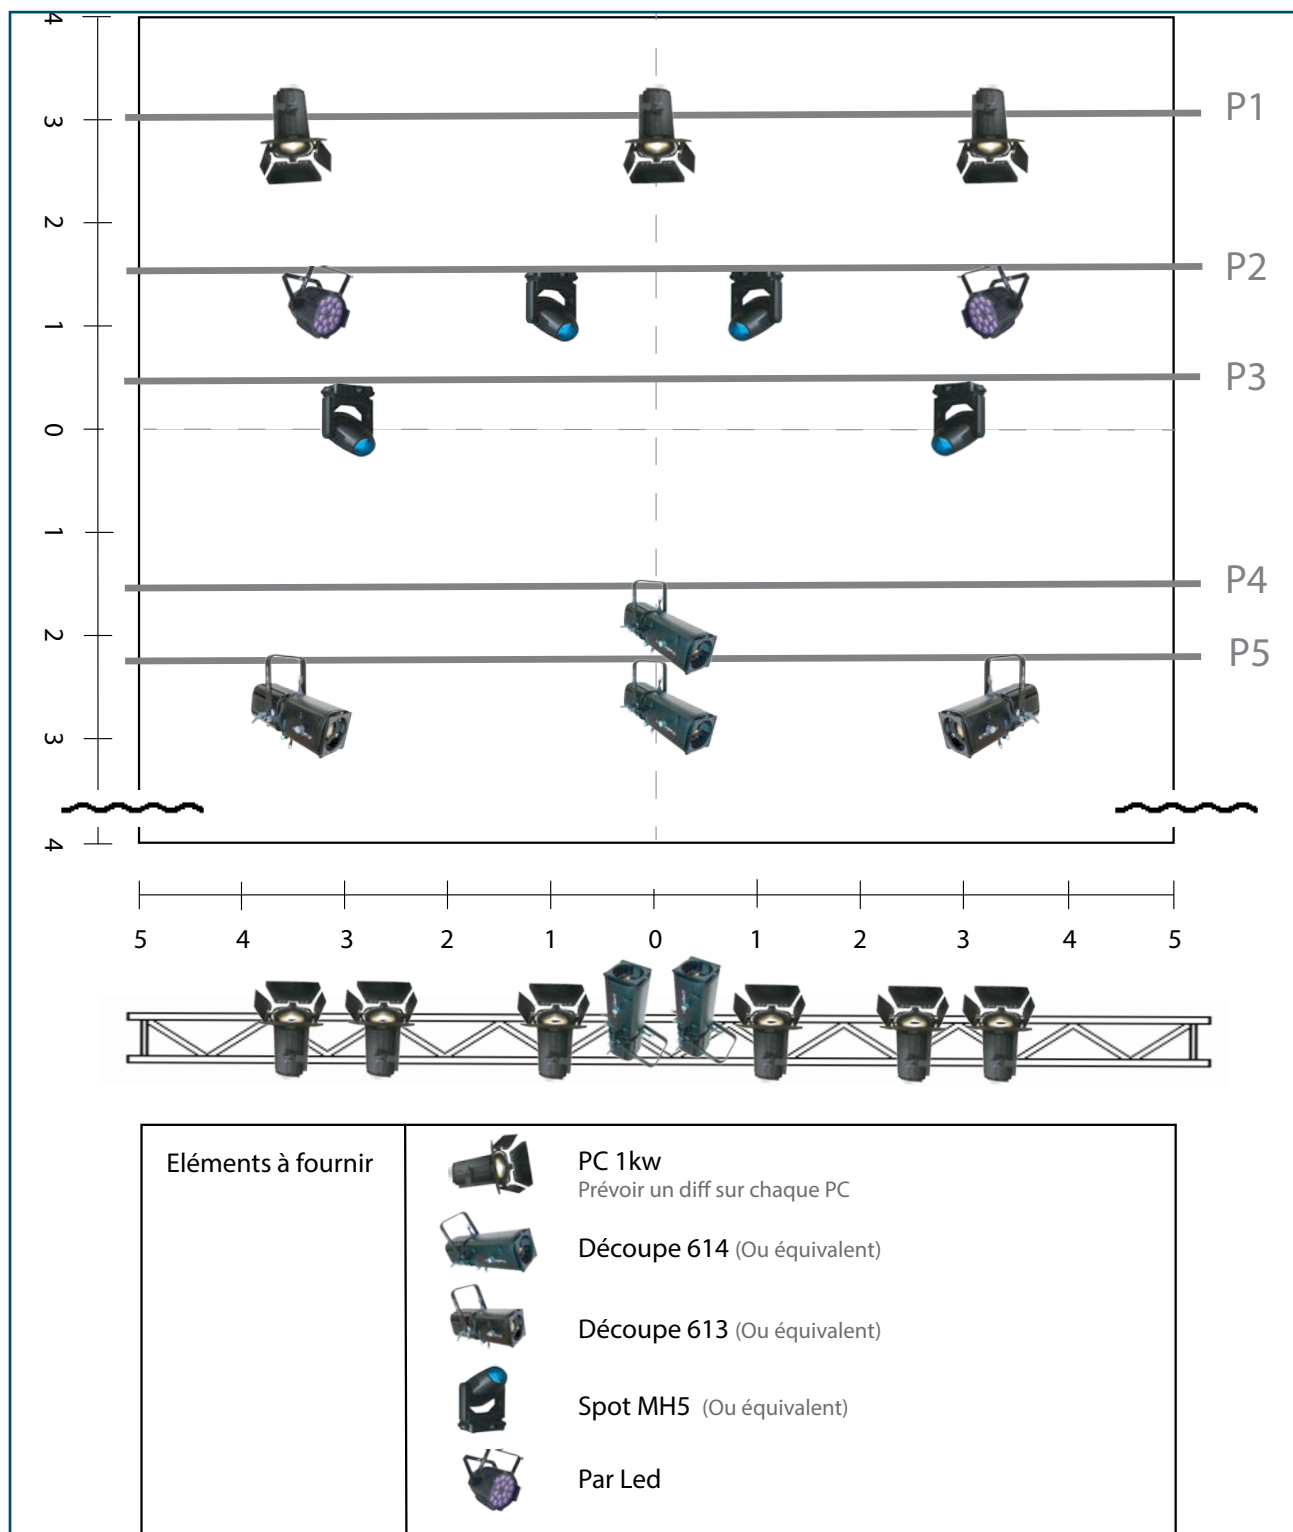 4
3
P1
2
P2
1
P3
0
1
P4
2
P5
3
4
5 4 3 2 1 0 1 2 3 4 5
Eléments à fournir
PC 1kw
Prévoir un diff sur chaque PC
Découpe 614 (Ou équivalent)
Découpe 613 (Ou équivalent)
Spot MH5 (Ou équivalent)
Par Led